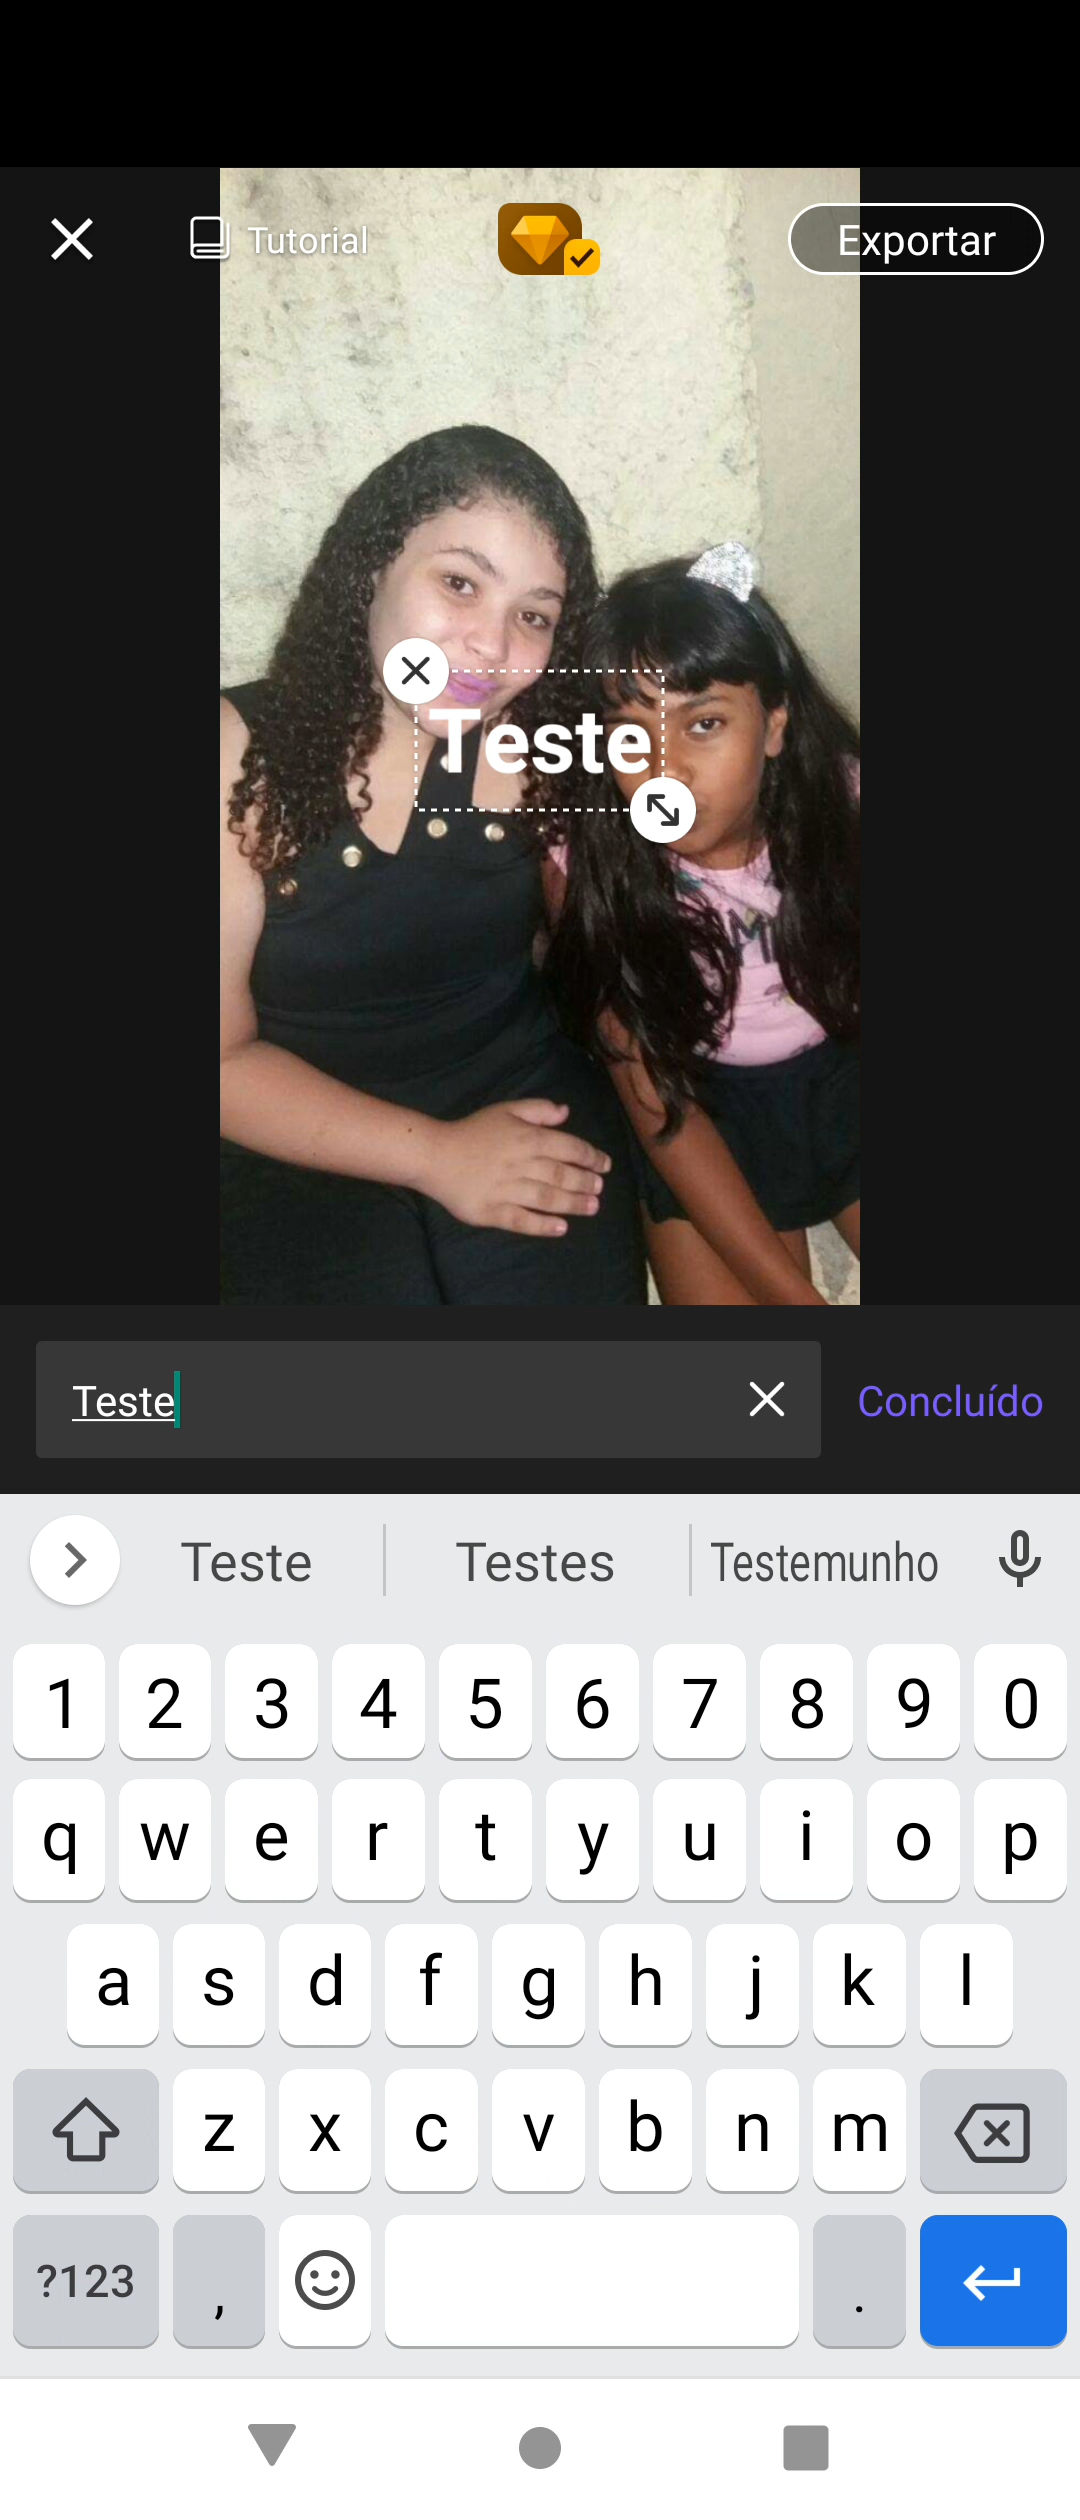 Tutorial
Exportar
Teste
Teste
Concluído
Teste
Testes
Testemunho
1 2 3 4 5 6 7 8 9 0
q w e r t y u i o p
a s d f g h j k l
z x c v b n m
?123 , .